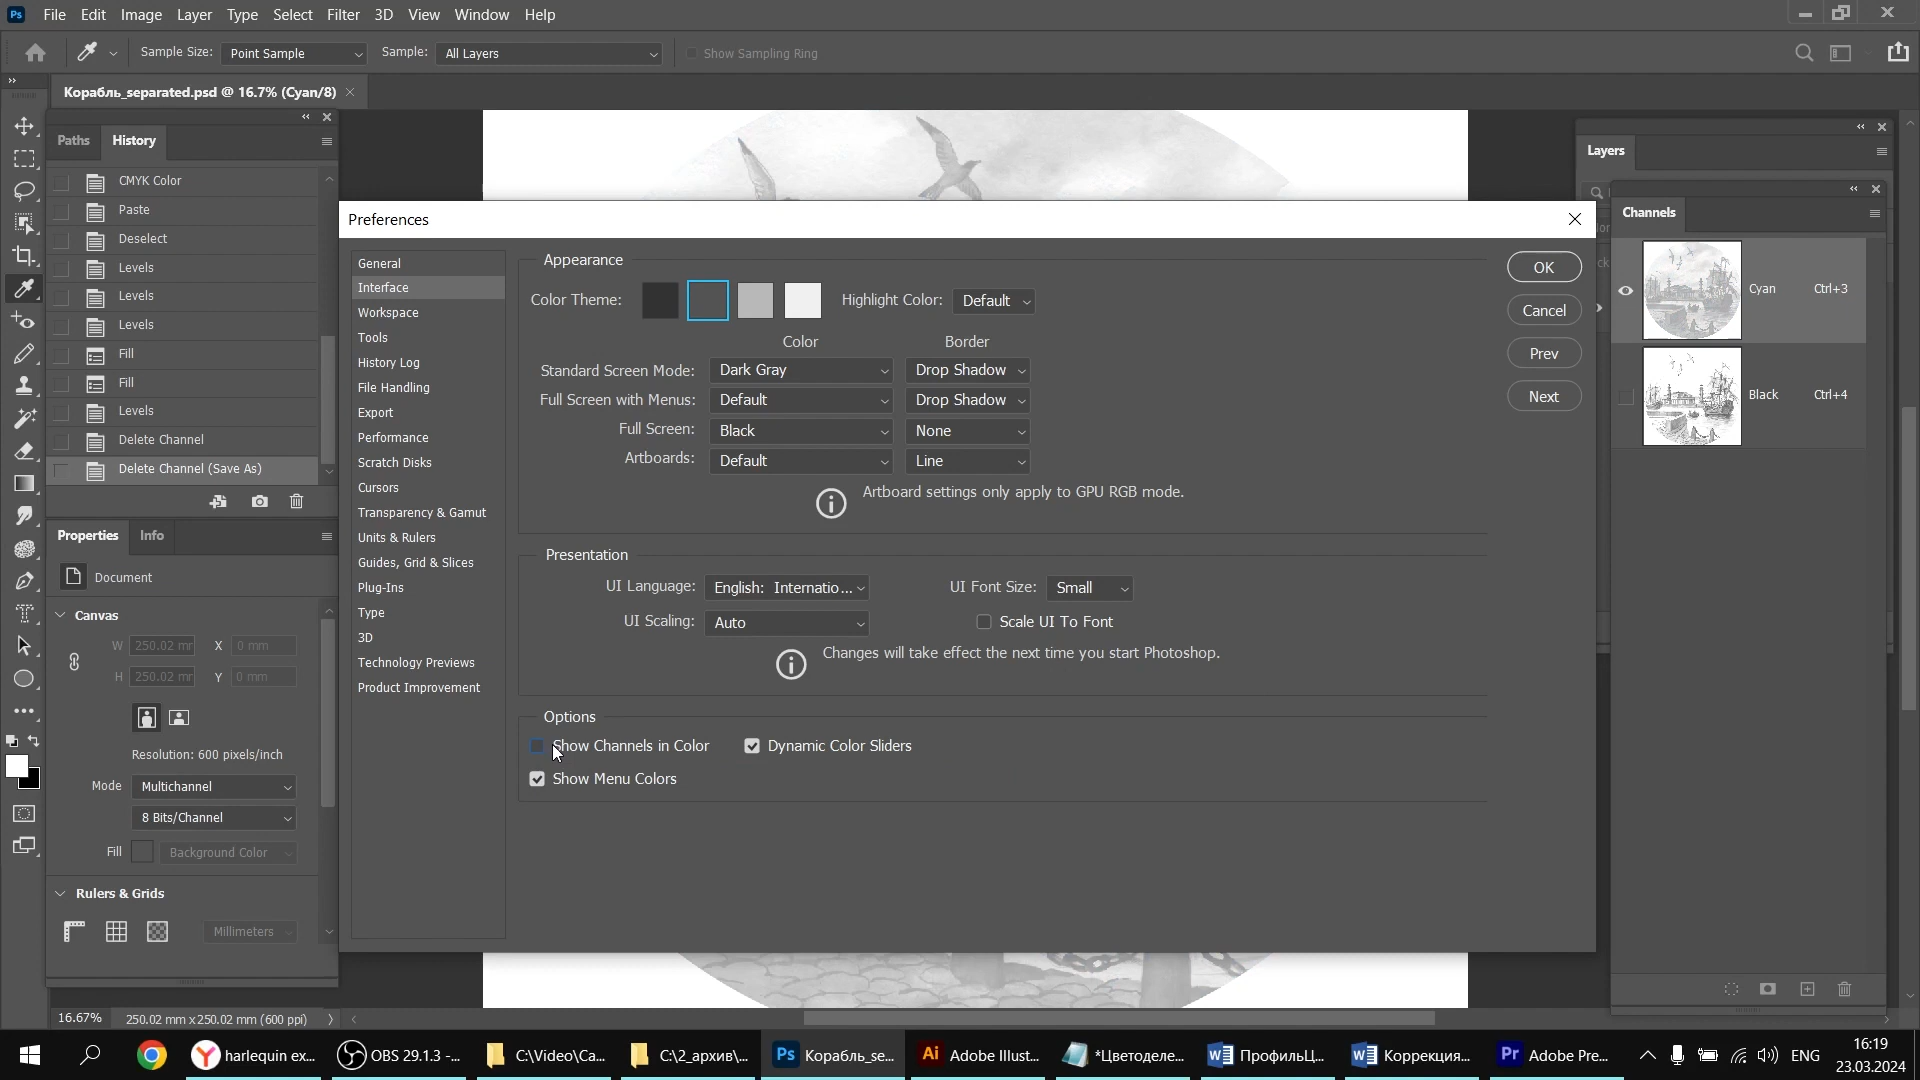 Ps File Edit Image Layer Type Select Filter 3D View Window Help
Sample Size: Point Sample Sample: All Layers Show Sampling Ring
Корабль_separated.psd @ 16.7% (Cyan/8)
Paths History
CMYK Color
Paste
Deselect
Levels
Levels
Levels
Fill
Fill
Levels
Delete Channel
Delete Channel (Save As)
Properties Info
Document
Canvas
W 250.02 mr X 0 mm
H 250.02 mr Y 0 mm
Resolution: 600 pixels/inch
Mode Multichannel
8 Bits/Channel
Fill Background Color
Rulers & Grids
Millimeters
Preferences
General
Interface
Workspace
Tools
History Log
File Handling
Export
Performance
Scratch Disks
Cursors
Transparency & Gamut
Units & Rulers
Guides, Grid & Slices
Plug-Ins
Type
3D
Technology Previews
Product Improvement
Appearance
Color Theme: Highlight Color: Default
Color Border
Standard Screen Mode: Dark Gray Drop Shadow
Full Screen with Menus: Default Drop Shadow
Full Screen: Black None
Artboards: Default Line
Artboard settings only apply to GPU RGB mode.
Presentation
UI Language: English: Internatio... UI Font Size: Small
UI Scaling: Auto Scale UI To Font
Changes will take effect the next time you start Photoshop.
Options
Show Channels in Color Dynamic Color Sliders
Show Menu Colors
OK
Cancel
Prev
Next
Layers
Channels
Cyan Ctrl+3
Black Ctrl+4
16.67% 250.02 mm x 250.02 mm (600 ppi)
harlequin ex... OBS 29.1.3 -... C:\Video\Ca... C:\2_архив\... Ps Корабль_se... Ai Adobe Illust... *Цветоделе... ПрофильЦ... Коррекция... Pr Adobe Pre... ENG 16:19
23.03.2024